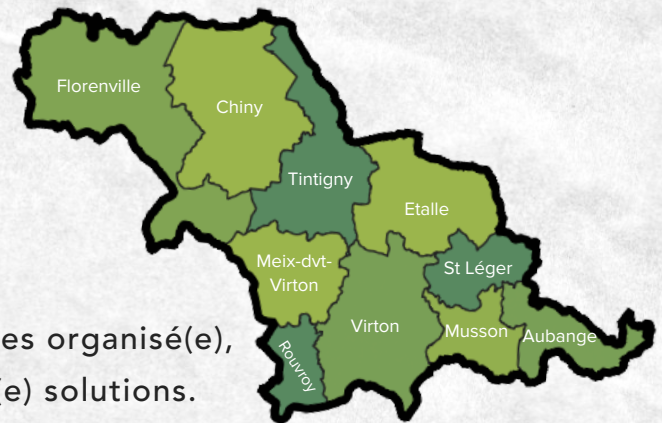 Florenville
Chiny
Tintigny
Etalle
Meix-dvt-
Virton
St Léger
Virton
Musson
Aubange
Rouvroy
es organisé(e),
(e) solutions.